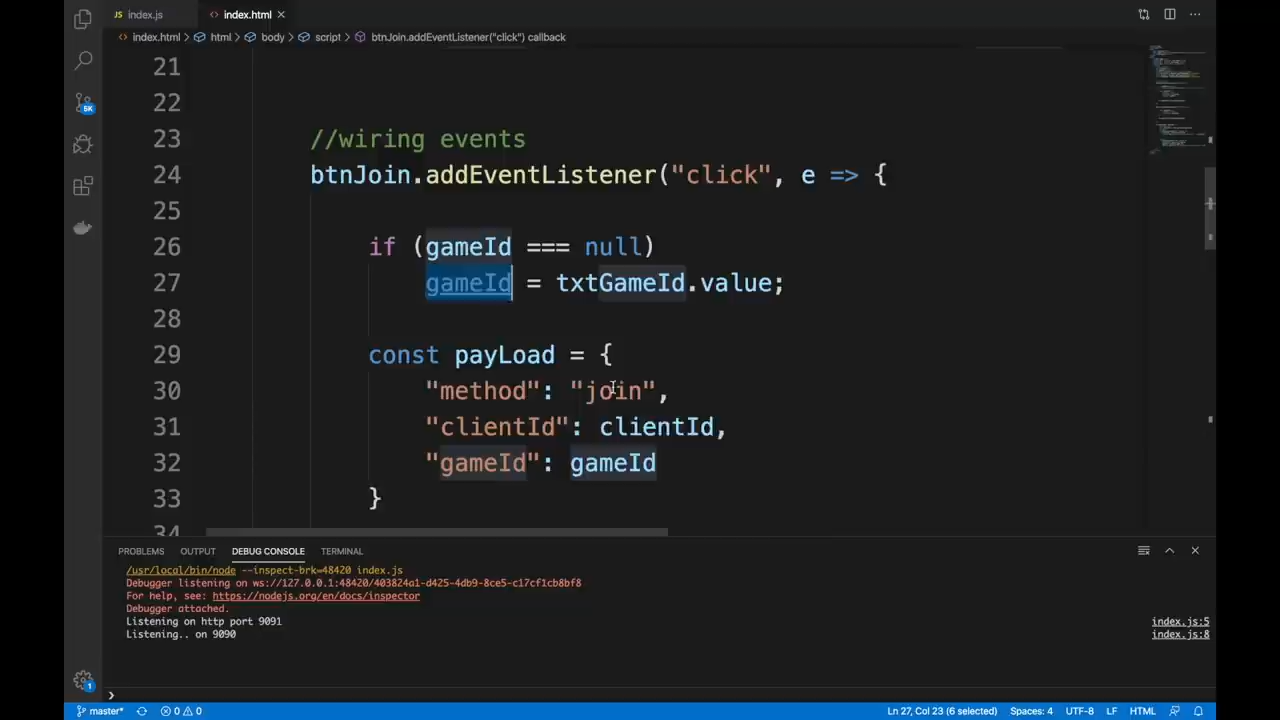 index.js
index.html
index.html > html > body > script > btnJoin.addEventListener("click") callback
21
22
23 //wiring events
24 btnJoin.addEventListener("click", e => {
25
26 if (gameId === null)
27 gameId = txtGameId.value;
28
29 const payLoad = {
30 "method": "join",
31 "clientId": clientId,
32 "gameId": gameId
33 }
34
5K
PROBLEMS OUTPUT DEBUG CONSOLE TERMINAL
/usr/local/bin/node --inspect-brk=48420 index.js
Debugger listening on ws://127.0.0.1:48420/403824a1-d425-4db9-8ce5-c17cf1cb8bf8
For help, see: https://nodejs.org/en/docs/inspector
Debugger attached.
Listening on http port 9091 index.js:5
Listening.. on 9090 index.js:8
1
master* 0 0 Ln 27, Col 23 (6 selected) Spaces: 4 UTF-8 LF HTML